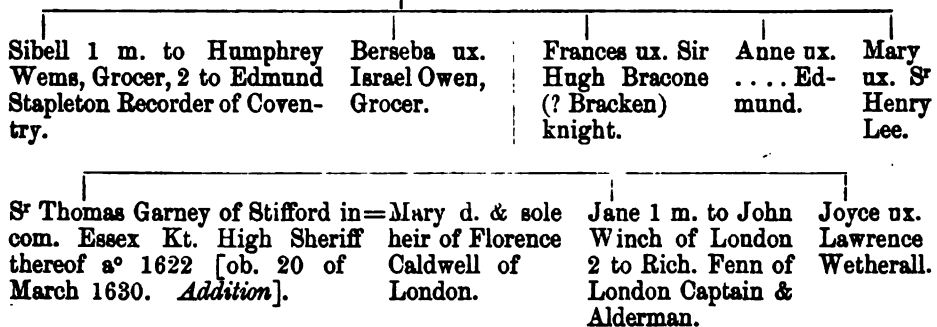 Sibell 1 m. to Humphrey
Wems, Grocer, 2 to Edmund
Stapleton Recorder of Coven-
try.
Berseba ux.
Israel Owen,
Grocer.
Frances ux. Sir
Hugh Bracone
(? Bracken)
knight.
Anne ux.
. . . . Ed-
mund.
Mary
ux. Sr
Henry
Lee.
Sr Thomas Garney of Stifford in=
com. Essex Kt. High Sheriff
thereof ao 1622 [ob. 20 of
March 1630. Addition].
Mary d. & sole
heir of Florence
Caldwell of
London.
Jane 1 m. to John
Winch of London
2 to Rich. Fenn of
London Captain &
Alderman.
Joyce ux.
Lawrence
Wetherall.